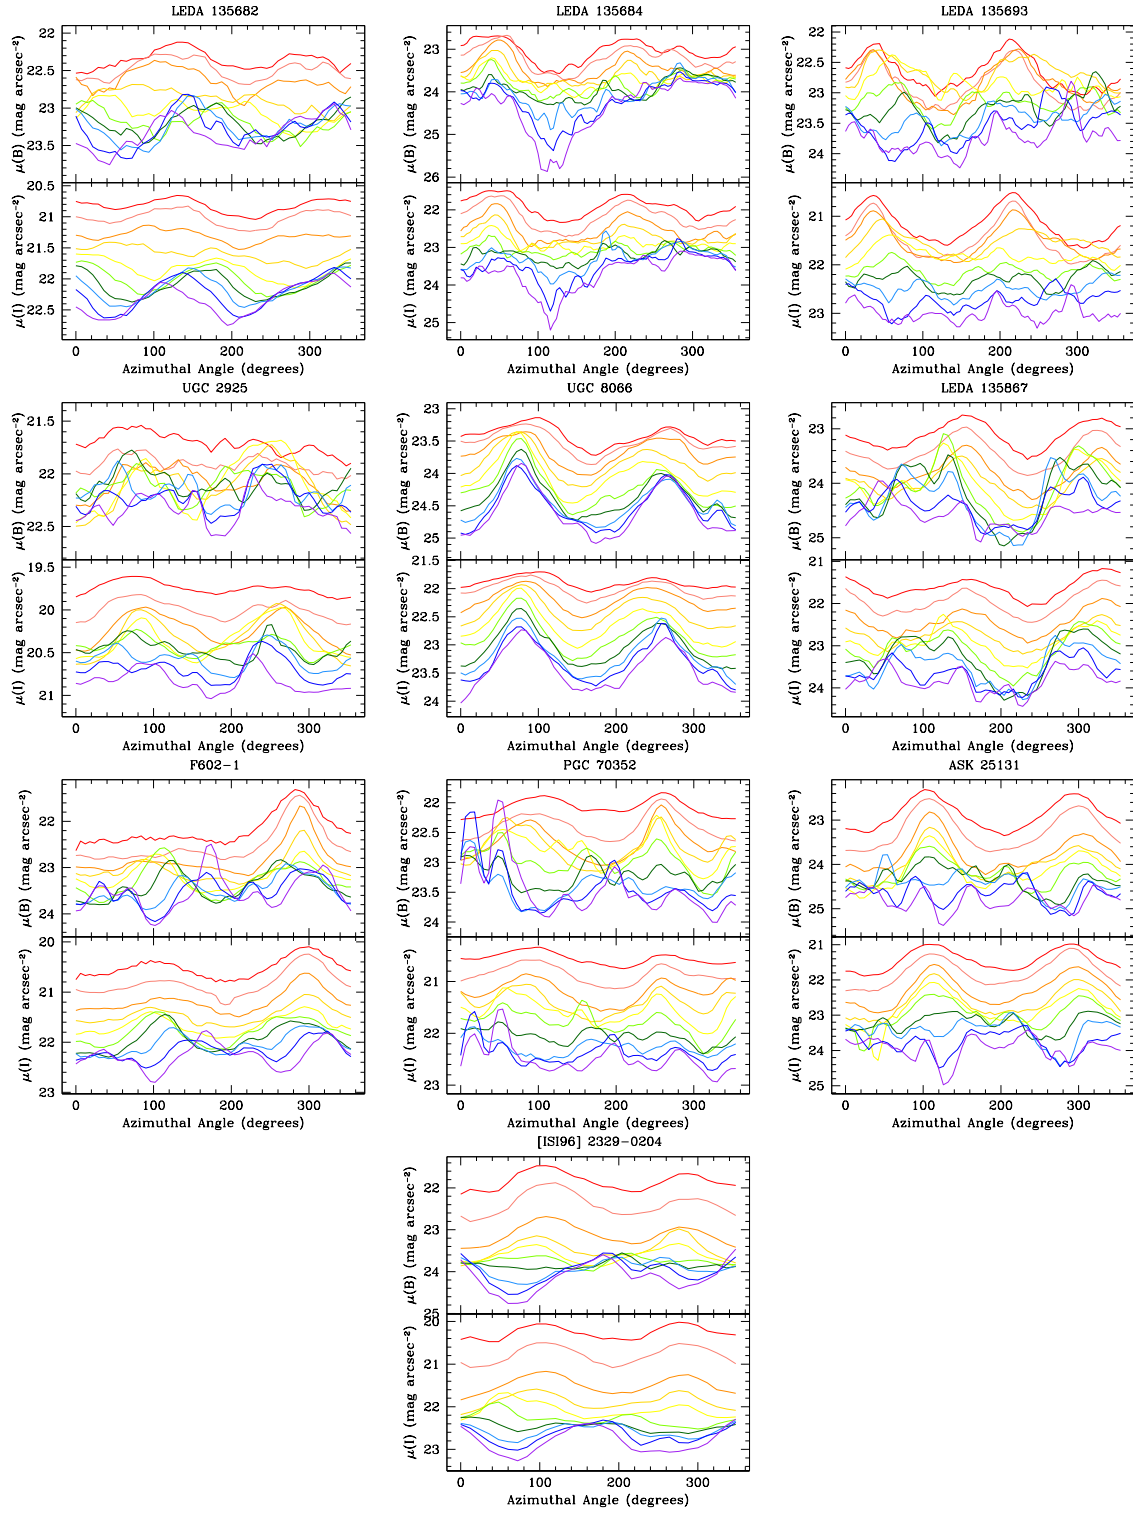 LEDA 135682
LEDA 135684
LEDA 135693
22
22.5
23
23.5
μ(B) (mag arcsec⁻²)
23
24
25
26
μ(B) (mag arcsec⁻²)
22
22.5
23
23.5
24
μ(B) (mag arcsec⁻²)
20.5
21
21.5
22
22.5
μ(I) (mag arcsec⁻²)
22
23
24
25
μ(I) (mag arcsec⁻²)
21
22
23
μ(I) (mag arcsec⁻²)
0 100 200 300
0 100 200 300
0 100 200 300
Azimuthal Angle (degrees)
Azimuthal Angle (degrees)
Azimuthal Angle (degrees)
UGC 2925
UGC 8066
LEDA 135867
21.5
22
22.5
μ(B) (mag arcsec⁻²)
23
23.5
24
24.5
25
μ(B) (mag arcsec⁻²)
23
24
25
μ(B) (mag arcsec⁻²)
19.5
20
20.5
21
μ(I) (mag arcsec⁻²)
21.5
22
22.5
23
23.5
24
μ(I) (mag arcsec⁻²)
21
22
23
24
μ(I) (mag arcsec⁻²)
0 100 200 300
0 100 200 300
0 100 200 300
Azimuthal Angle (degrees)
Azimuthal Angle (degrees)
Azimuthal Angle (degrees)
F602-1
PGC 70352
ASK 25131
22
23
24
μ(B) (mag arcsec⁻²)
22
22.5
23
23.5
24
μ(B) (mag arcsec⁻²)
23
24
25
μ(B) (mag arcsec⁻²)
20
21
22
23
μ(I) (mag arcsec⁻²)
21
22
23
μ(I) (mag arcsec⁻²)
21
22
23
24
25
μ(I) (mag arcsec⁻²)
0 100 200 300
0 100 200 300
0 100 200 300
Azimuthal Angle (degrees)
Azimuthal Angle (degrees)
Azimuthal Angle (degrees)
[ISI96] 2329-0204
22
23
24
25
μ(B) (mag arcsec⁻²)
20
21
22
23
μ(I) (mag arcsec⁻²)
0 100 200 300
Azimuthal Angle (degrees)